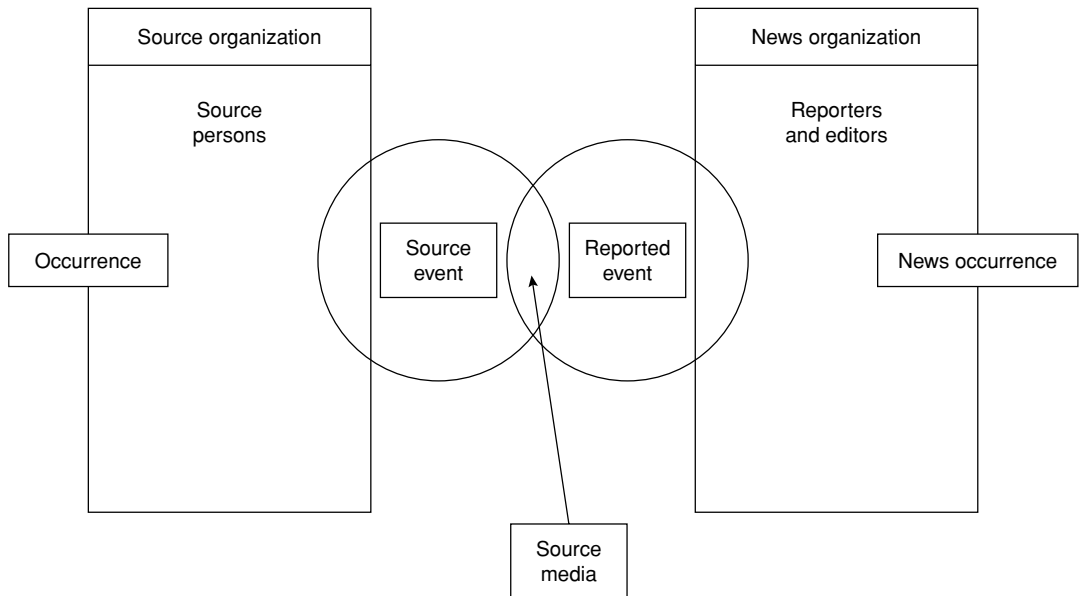 Source organization
News organization
Source
persons
Reporters
and editors
Occurrence
Source
event
Reported
event
News occurrence
Source
media